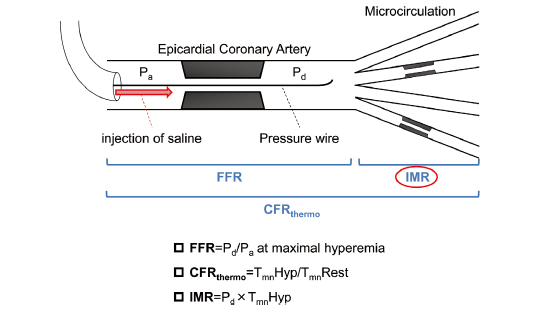 Microcirculation
Epicardial Coronary Artery
Pa
Pd
injection of saline
Pressure wire
FFR
IMR
CFRthermo
FFR=Pd/Pa at maximal hyperemia
CFRthermo=TmnHyp/TmnRest
IMR=Pd×TmnHyp